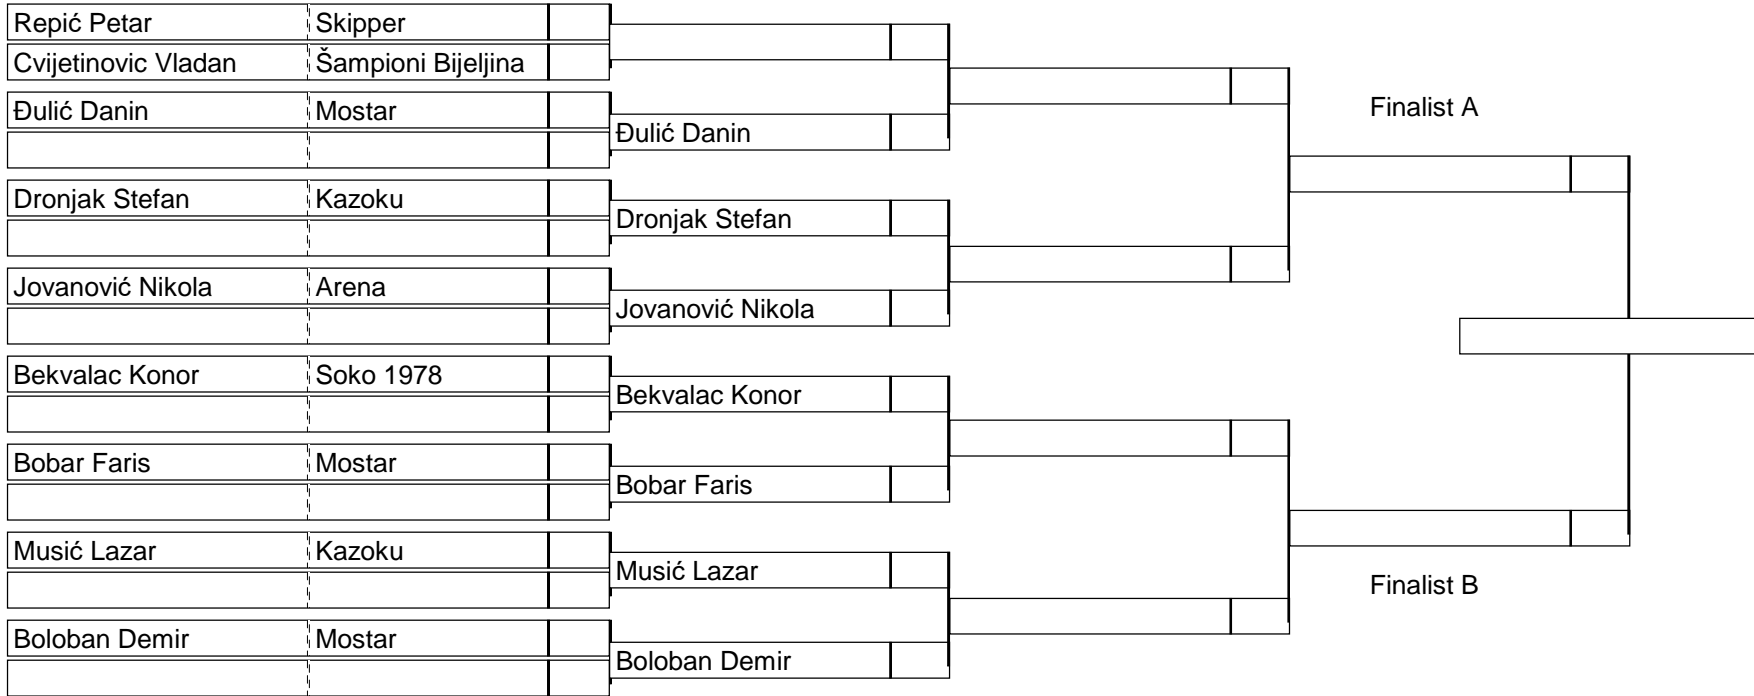 Repić Petar Skipper
Cvijetinovic Vladan Šampioni Bijeljina
Đulić Danin Mostar
Đulić Danin
Dronjak Stefan Kazoku
Dronjak Stefan
Jovanović Nikola Arena
Jovanović Nikola
Bekvalac Konor Soko 1978
Bekvalac Konor
Bobar Faris Mostar
Bobar Faris
Musić Lazar Kazoku
Musić Lazar
Boloban Demir Mostar
Boloban Demir
Finalist A
Finalist B